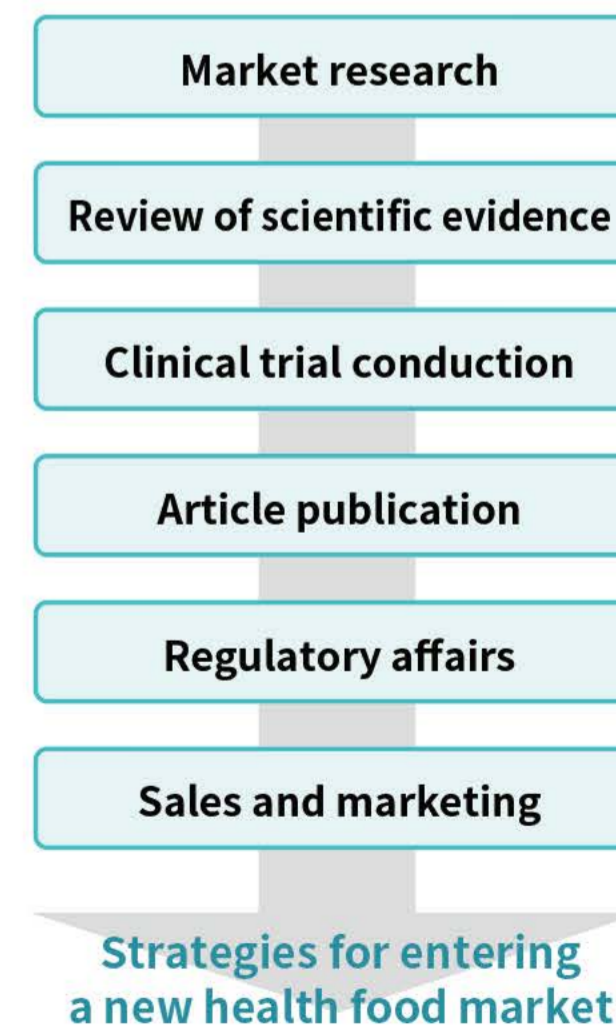 Market research
Review of scientific evidence
Clinical trial conduction
Article publication
Regulatory affairs
Sales and marketing
Strategies for entering
a new health food market